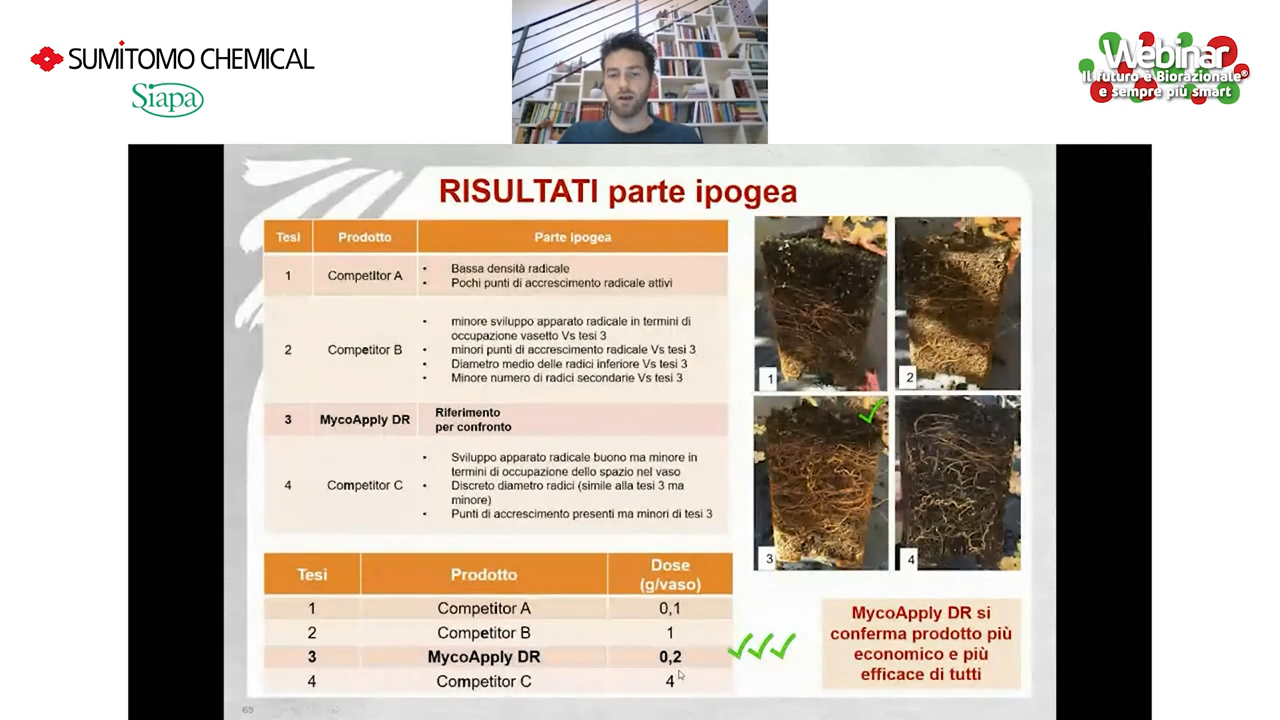 SUMITOMO CHEMICAL
Siapa
Webinar
Il futuro è Biorazionale®
e sempre più smart
RISULTATI parte ipogea
Tesi Prodotto Parte ipogea
1 Competitor A
• Bassa densità radicale
• Pochi punti di accrescimento radicale attivi
2 Competitor B
• minore sviluppo apparato radicale in termini di
occupazione vasetto Vs tesi 3
• minori punti di accrescimento radicale Vs tesi 3
• Diametro medio delle radici inferiore Vs tesi 3
• Minore numero di radici secondarie Vs tesi 3
3 MycoApply DR
Riferimento
per confronto
4 Competitor C
• Sviluppo apparato radicale buono ma minore in
termini di occupazione dello spazio nel vaso
• Discreto diametro radici (simile alla tesi 3 ma
minore)
• Punti di accrescimento presenti ma minori di tesi 3
1
2
3
4
Tesi Prodotto Dose
(g/vaso)
1 Competitor A 0,1
2 Competitor B 1
3 MycoApply DR 0,2
4 Competitor C 4
MycoApply DR si
conferma prodotto più
economico e più
efficace di tutti
65